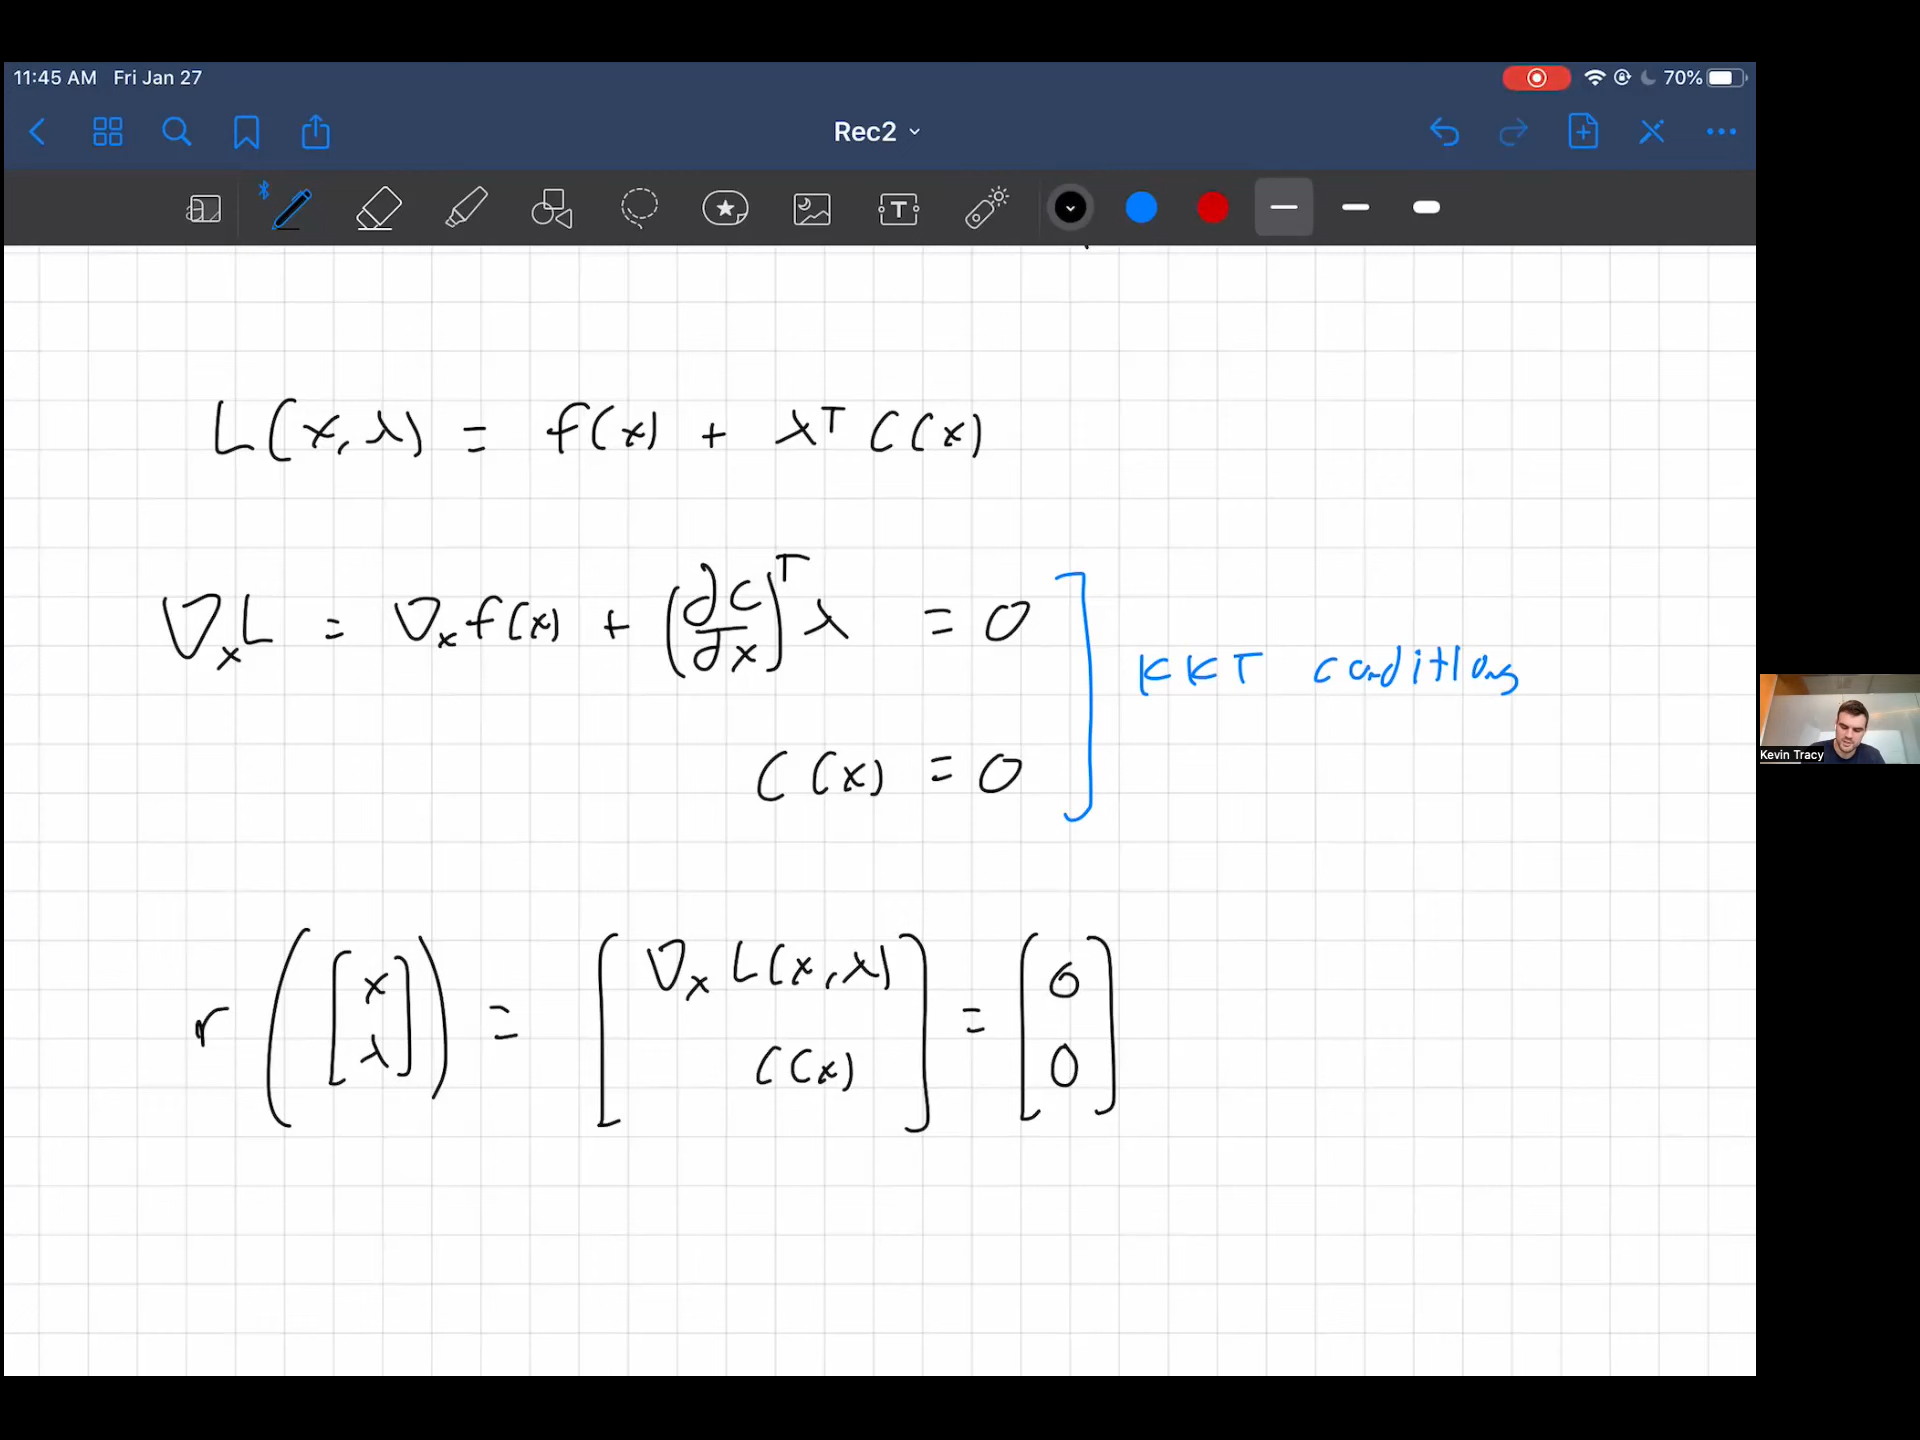 11:45 AM Fri Jan 27 70%
Rec2
L(x,λ) = f(x) + λᵀ C(x)
∇ₓL = ∇ₓf(x) + (∂C/∂x)ᵀ λ = 0
C(x) = 0
KKT conditions
r([x λ]) = [∇ₓ L(x,λ) C(x)] = [0 0]
Kevin Tracy